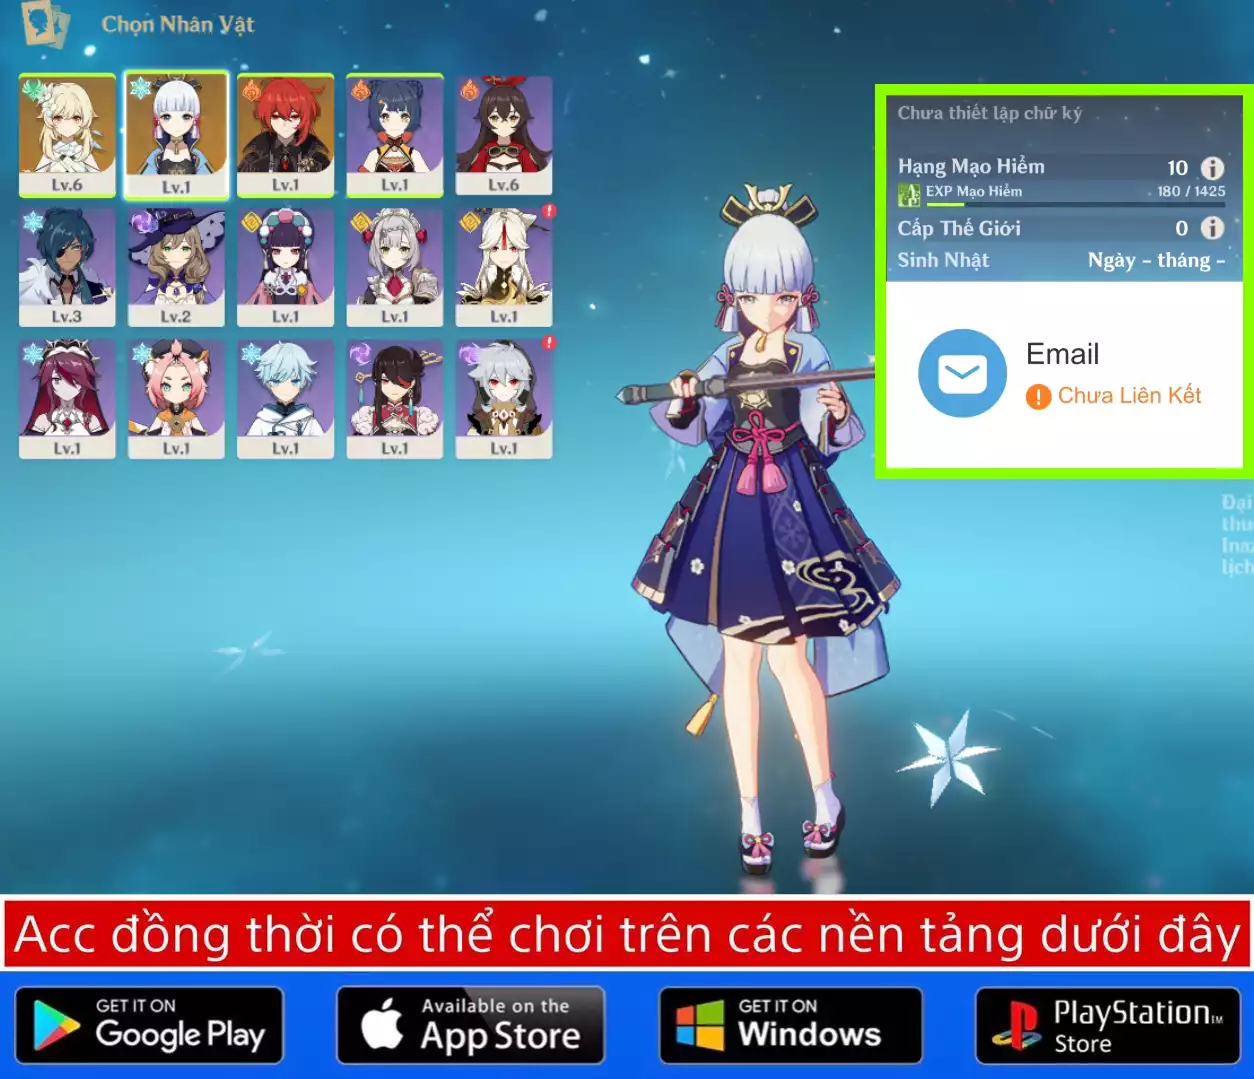 Chọn Nhân Vật
Lv.6
Lv.1
Lv.1
Lv.1
Lv.6
Lv.3
Lv.2
Lv.1
Lv.1
Lv.1
Lv.1
Lv.1
Lv.1
Lv.1
Lv.1
Chưa thiết lập chữ ký
Hạng Mạo Hiểm 10
EXP Mạo Hiểm 180 / 1425
Cấp Thế Giới 0
Sinh Nhật Ngày - tháng -
Email
Chưa Liên Kết
Đại
thu
Ina
lịch
Acc đồng thời có thể chơi trên các nền tảng dưới đây
GET IT ON
Google Play
Available on the
App Store
GET IT ON
Windows
PlayStation™
Store